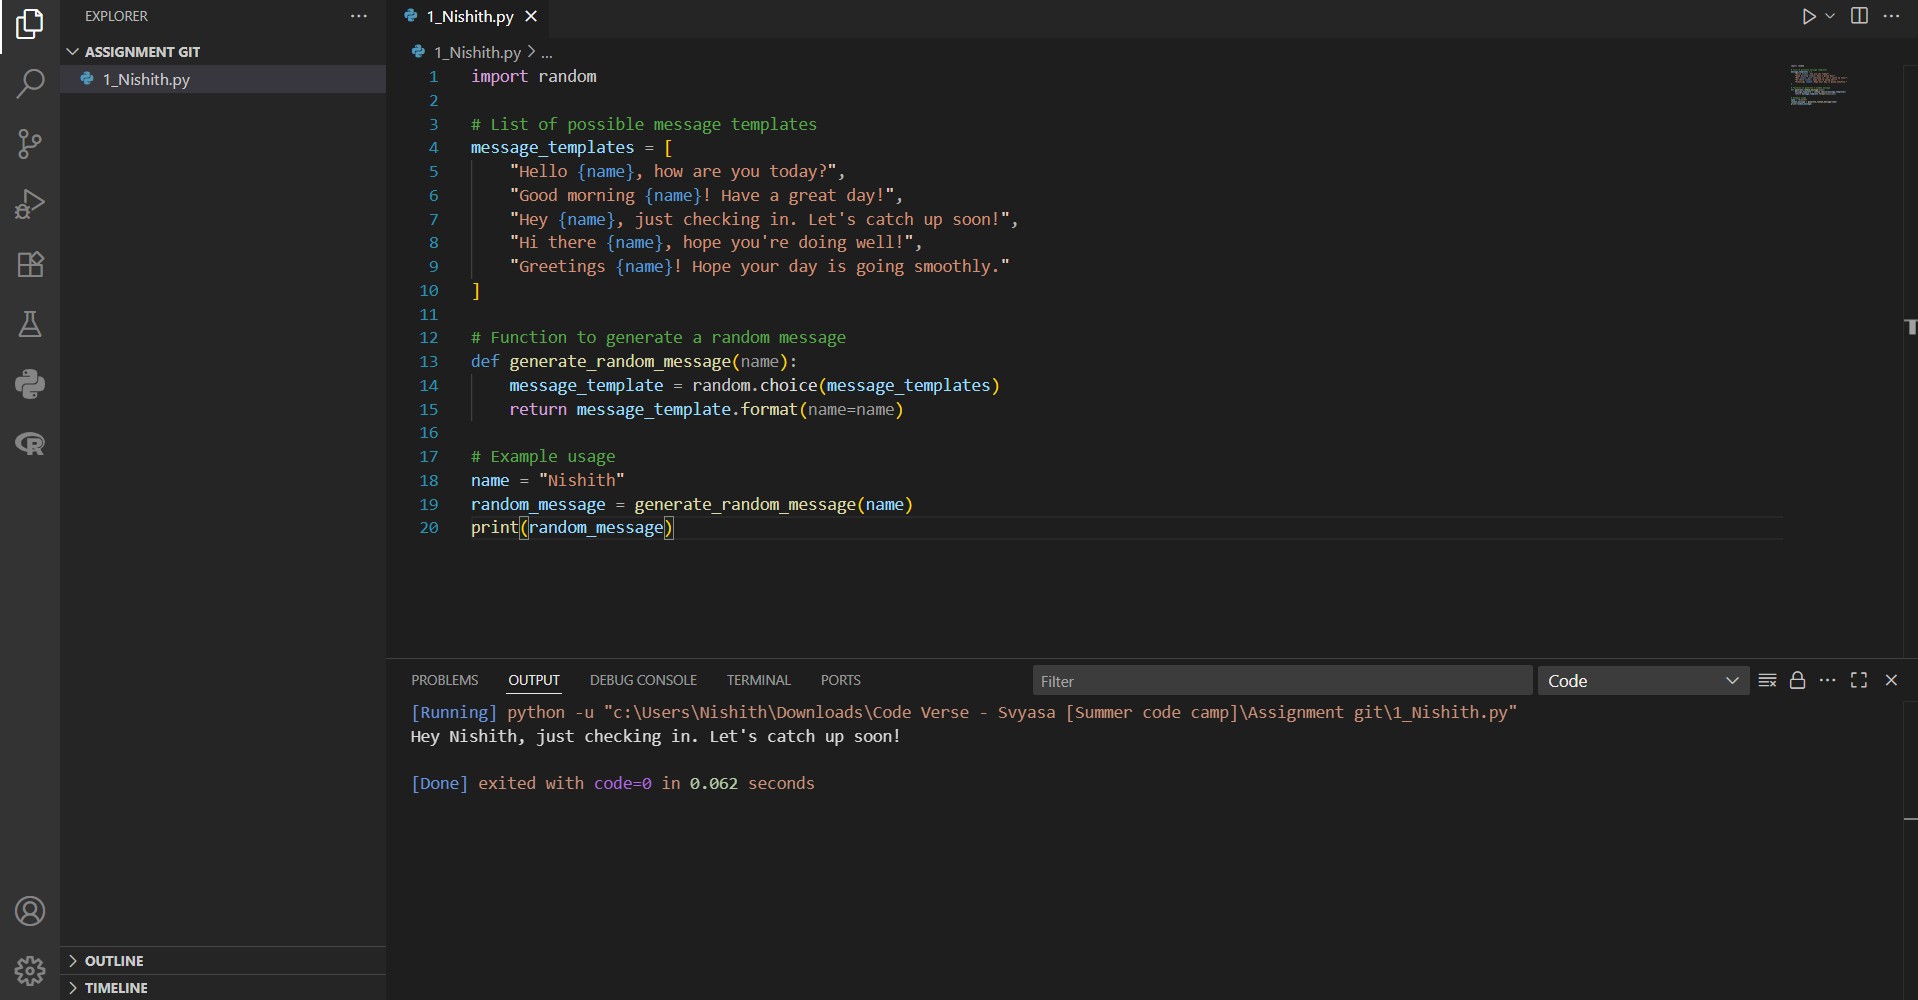 EXPLORER
ASSIGNMENT GIT
1_Nishith.py
OUTLINE
TIMELINE
1_Nishith.py
1_Nishith.py > ...
1 import random
2
3 # List of possible message templates
4 message_templates = [
5     "Hello {name}, how are you today?",
6     "Good morning {name}! Have a great day!",
7     "Hey {name}, just checking in. Let's catch up soon!",
8     "Hi there {name}, hope you're doing well!",
9     "Greetings {name}! Hope your day is going smoothly."
10 ]
11
12 # Function to generate a random message
13 def generate_random_message(name):
14     message_template = random.choice(message_templates)
15     return message_template.format(name=name)
16
17 # Example usage
18 name = "Nishith"
19 random_message = generate_random_message(name)
20 print(random_message)
PROBLEMS OUTPUT DEBUG CONSOLE TERMINAL PORTS Filter Code
[Running] python -u "c:\Users\Nishith\Downloads\Code Verse - Svyasa [Summer code camp]\Assignment git\1_Nishith.py"
Hey Nishith, just checking in. Let's catch up soon!
[Done] exited with code=0 in 0.062 seconds